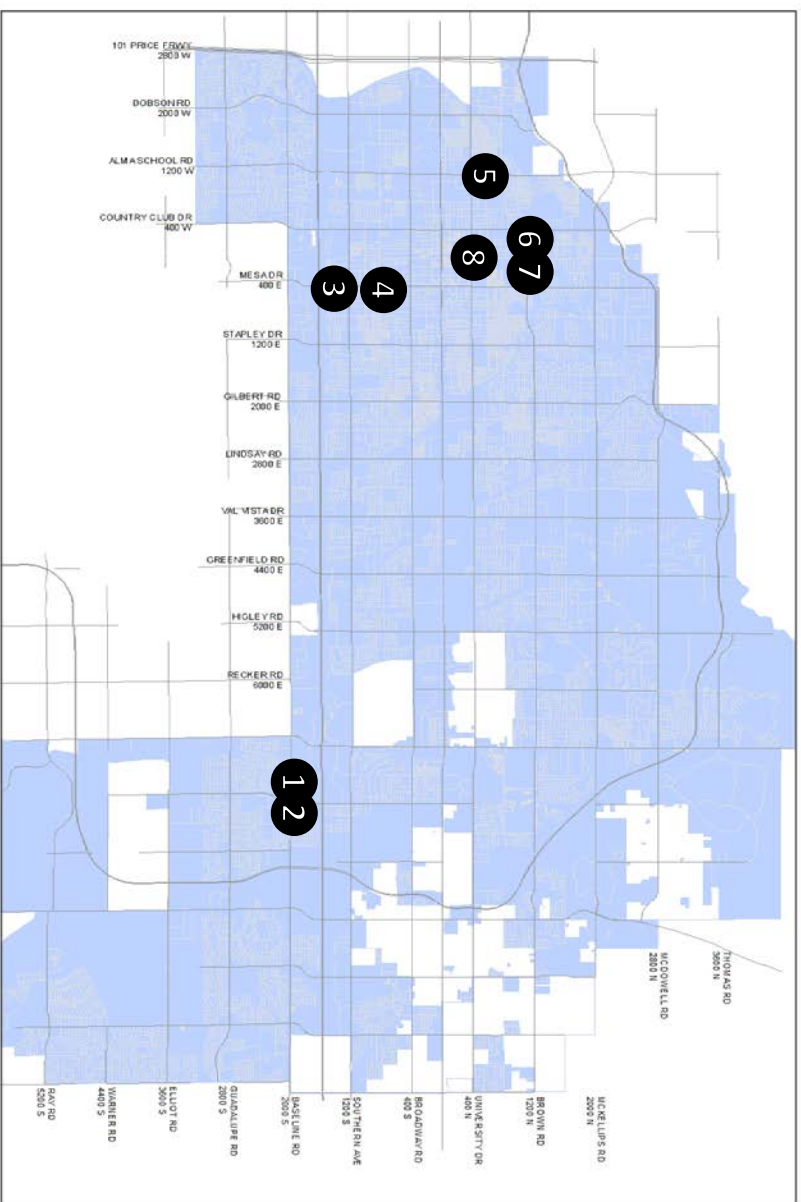 101 PRICE FRWY
2800 W
DOBSON RD
2000 W
ALMA SCHOOL RD
1200 W
COUNTRY CLUB DR
400 W
MESA DR
400 E
STAPLEY DR
1200 E
GILBERT RD
2000 E
LINDSAY RD
2800 E
VAL VISTA DR
3600 E
GREENFIELD RD
4400 E
HIGLEY RD
5200 E
RECKER RD
6000 E
THOMAS RD
3600 N
MCDOWELL RD
2800 N
MCKELLIPS RD
2000 N
BROWN RD
1200 N
UNIVERSITY DR
400 N
BROADWAY RD
400 S
SOUTHERN AVE
1200 S
BASELINE RD
2000 S
GUADALUPE RD
2800 S
ELLIOT RD
3600 S
WARNER RD
4400 S
RAY RD
5200 S
5
6
7
8
3
4
1
2